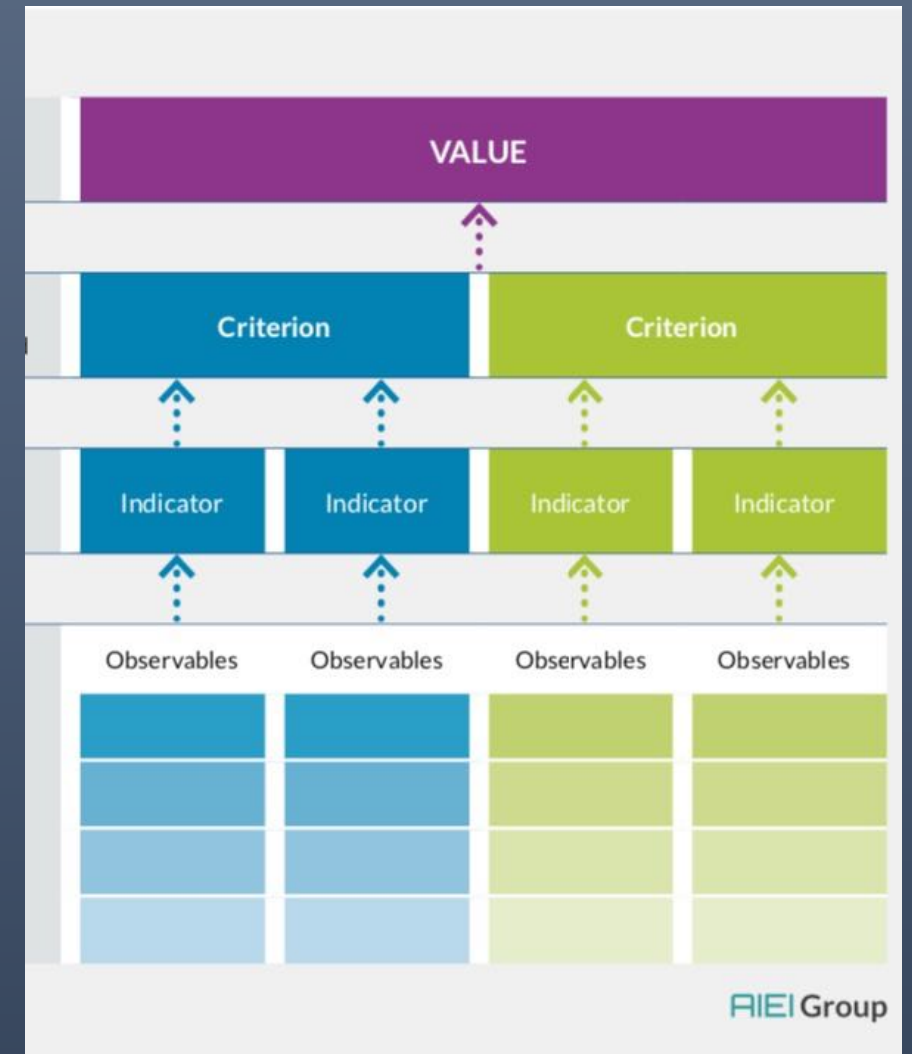 VALUE
Criterion Criterion
Indicator Indicator Indicator Indicator
Observables Observables Observables Observables
AIEI Group